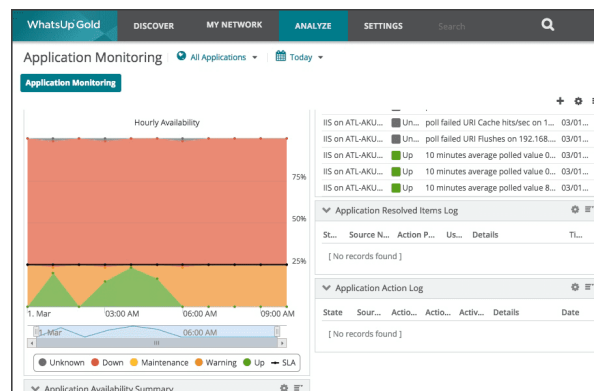 WhatsUp Gold DISCOVER MY NETWORK ANALYZE SETTINGS Search
Application Monitoring All Applications Today
Application Monitoring
Hourly Availability
75%
50%
25%
1. Mar 03:00 AM 06:00 AM 09:00 AM
1. Mar 06:00 AM
Unknown Down Maintenance Warning Up SLA
Application Availability Summary
IIS on ATL-AKU... Un... poll failed URI Cache hits/sec on 1... 03/01...
IIS on ATL-AKU... Un... poll failed URI Flushes on 192.168.... 03/01...
IIS on ATL-AKU... Up 10 minutes average polled value 0... 03/01...
IIS on ATL-AKU... Up 10 minutes average polled value 0... 03/01...
IIS on ATL-AKU... Up 10 minutes average polled value 8... 03/01...
Application Resolved Items Log
St... Source N... Action P... Us... Details Ti...
[ No records found ]
Application Action Log
State Sour... Actio... Actio... Activ... Details Date
[ No records found ]